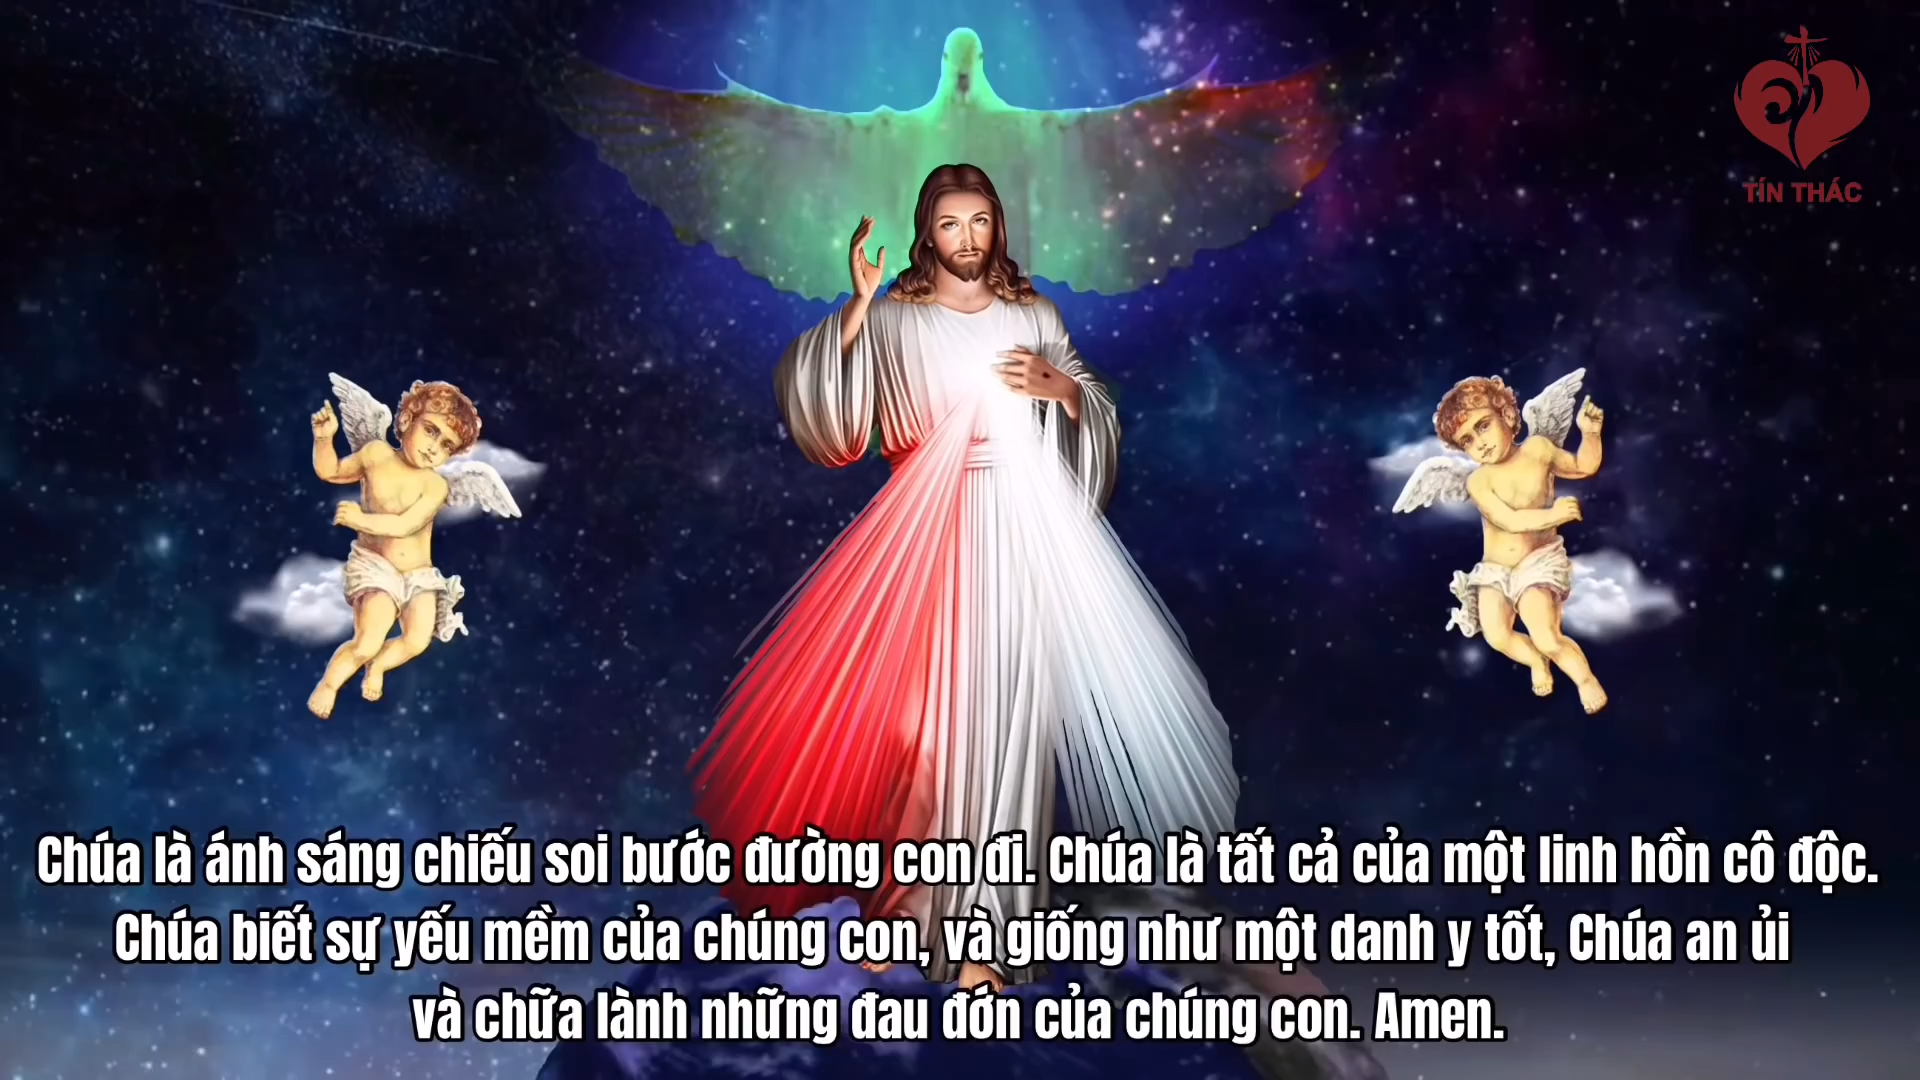 TÍN THÁC
Chúa là ánh sáng chiếu soi bước đường con đi. Chúa là tất cả của một linh hồn cô độc.
Chúa biết sự yếu mềm của chúng con, và giống như một danh y tốt, Chúa an ủi
và chữa lành những đau đớn của chúng con. Amen.